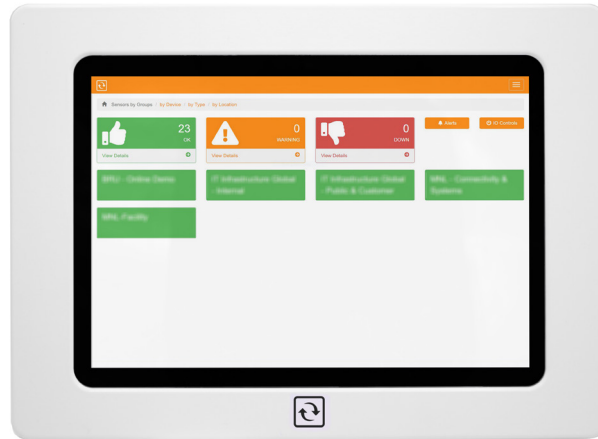 Sensors by Groups / by Device / by Type / by Location
23
OK
View Details
0
WARNING
View Details
0
DOWN
View Details
Alerts
IO Controls
BRU - Online Demo
IT Infrastructure Global
- Internal
IT Infrastructure Global
- Public & Customer
MNL - Connectivity &
Systems
MNL-Facility